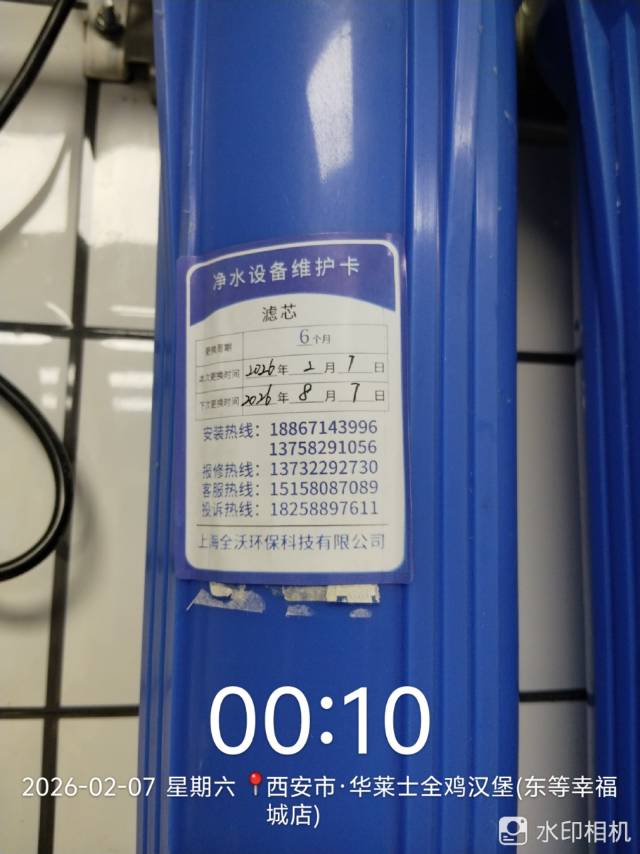 净水设备维护卡
滤芯
更换周期 6个月
本次更换时间 2026年 2月 7日
下次更换时间 2026年 8月 7日
安装热线：18867143996
13758291056
报修热线：13732292730
客服热线：15158087089
投诉热线：18258897611
上海全沃环保科技有限公司
00:10
2026-02-07 星期六 西安市·华莱士全鸡汉堡(东等幸福
城店)
水印相机